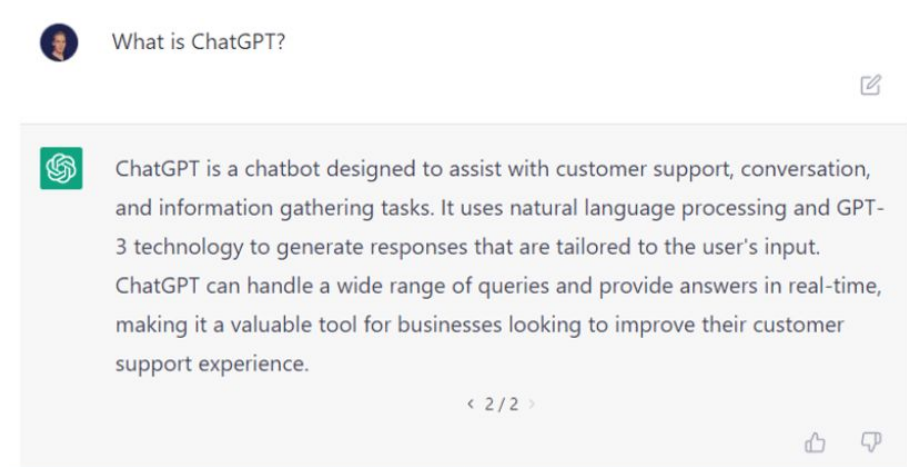 What is ChatGPT?
ChatGPT is a chatbot designed to assist with customer support, conversation,
and information gathering tasks. It uses natural language processing and GPT-
3 technology to generate responses that are tailored to the user's input.
ChatGPT can handle a wide range of queries and provide answers in real-time,
making it a valuable tool for businesses looking to improve their customer
support experience.
< 2 / 2 >